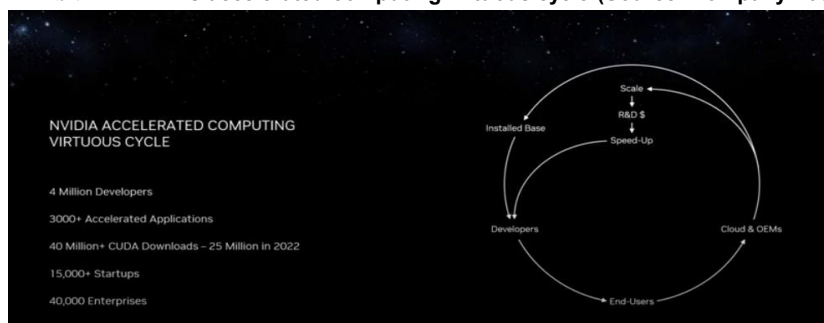 NVIDIA ACCELERATED COMPUTING
VIRTUOUS CYCLE
4 Million Developers
3000+ Accelerated Applications
40 Million+ CUDA Downloads – 25 Million in 2022
15,000+ Startups
40,000 Enterprises
Scale
R&D $
Installed Base
Speed-Up
Developers
Cloud & OEMs
End-Users